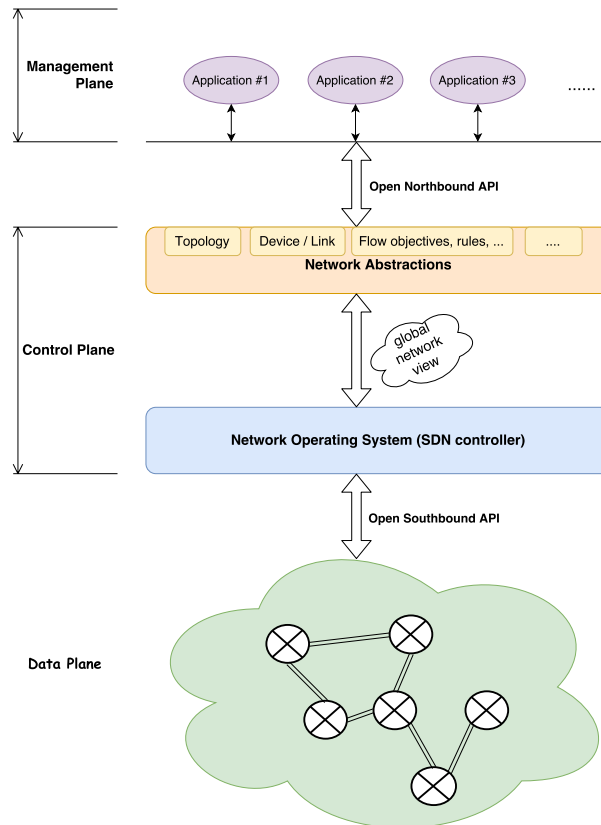 Management
Plane
Application #1
Application #2
Application #3
......
Open Northbound API
Topology
Device / Link
Flow objectives, rules, ...
....
Network Abstractions
Control Plane
global
network
view
Network Operating System (SDN controller)
Open Southbound API
Data Plane